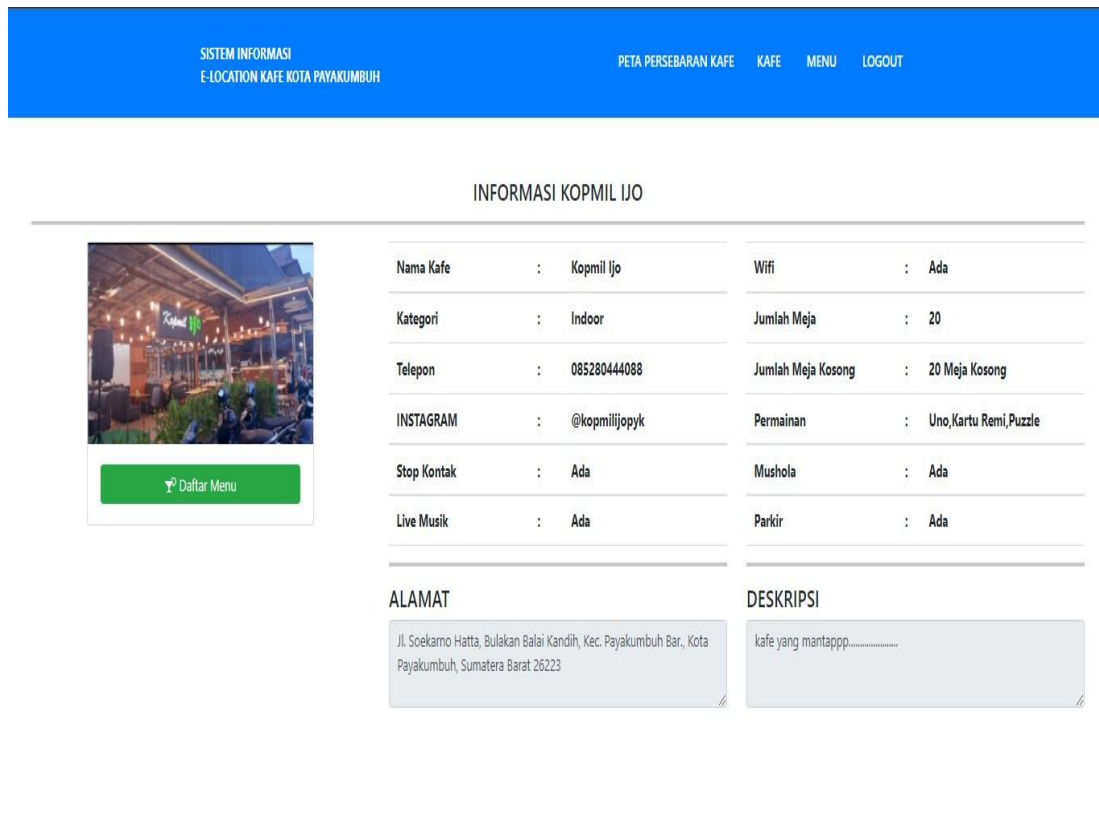 SISTEM INFORMASI
E-LOCATION KAFE KOTA PAYAKUMBUH
PETA PERSEBARAN KAFE KAFE MENU LOGOUT
INFORMASI KOPMIL IJO
Kopmil Ijo
Daftar Menu
Nama Kafe : Kopmil Ijo
Kategori : Indoor
Telepon : 085280444088
INSTAGRAM : @kopmilijopyk
Stop Kontak : Ada
Live Musik : Ada
Wifi : Ada
Jumlah Meja : 20
Jumlah Meja Kosong : 20 Meja Kosong
Permainan : Uno,Kartu Remi,Puzzle
Mushola : Ada
Parkir : Ada
ALAMAT
Jl. Soekarno Hatta, Bulakan Balai Kandih, Kec. Payakumbuh Bar., Kota
Payakumbuh, Sumatera Barat 26223
DESKRIPSI
kafe yang mantappp.....................